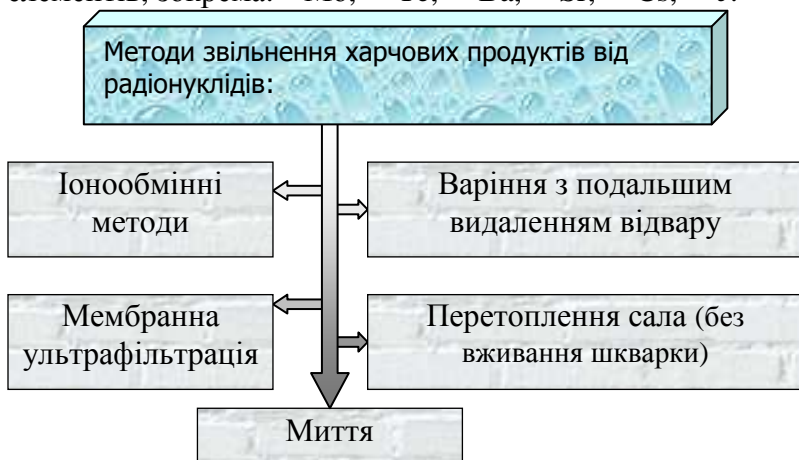 Методи звільнення харчових продуктів від
радіонуклідів:
Іонообмінні
методи
Варіння з подальшим
видаленням відвару
Мембранна
ультрафільтрація
Перетоплення сала (без
вживання шкварки)
Миття